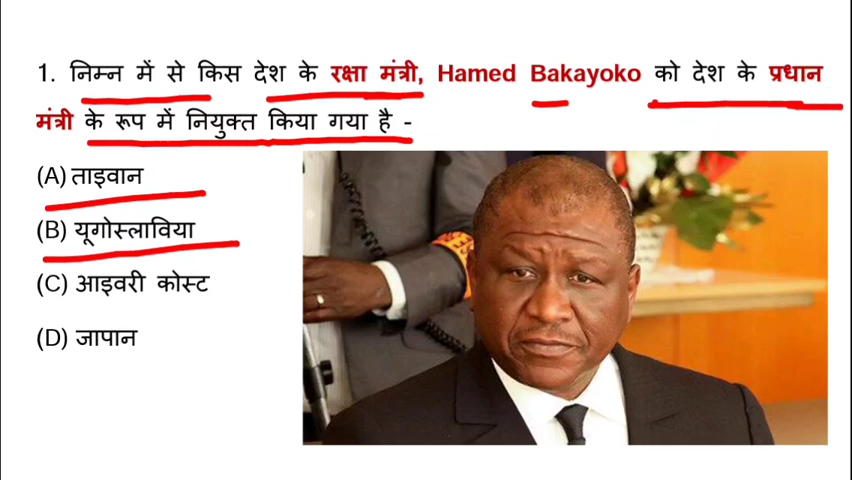 1. निम्न में से किस देश के रक्षा मंत्री, Hamed Bakayoko को देश के प्रधान
मंत्री के रूप में नियुक्त किया गया है -
(A) ताइवान
(B) यूगोस्लाविया
(C) आइवरी कोस्ट
(D) जापान